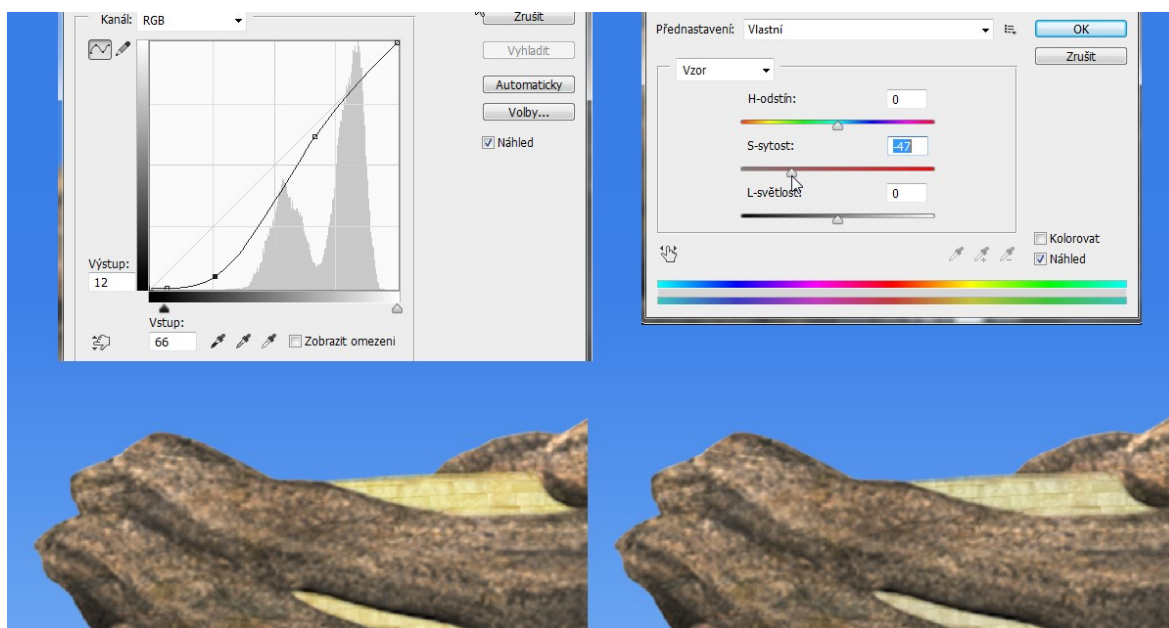 Kanál: RGB
Zrušit
Vyhladit
Automaticky
Volby...
Náhled
Výstup:
12
Vstup:
66
Zobrazit omezení
Přednastavení: Vlastní
OK
Zrušit
Vzor
H-odstín: 0
S-sytost: -47
L-světlost: 0
Kolorovat
Náhled